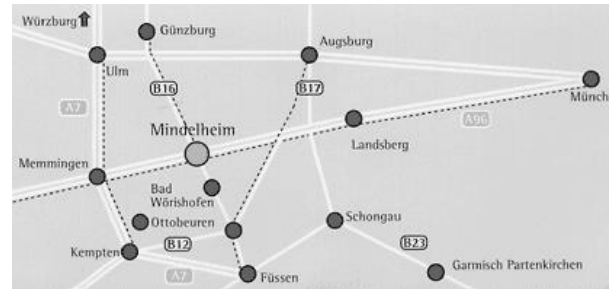 Würzburg
Günzburg
Augsburg
Ulm
B16
B17
Münch
A7
Mindelheim
A96
Landsberg
Memmingen
Bad
Wörishofen
Ottobeuren
Schongau
B12
B23
Kempten
Garmisch Partenkirchen
A7
Füssen